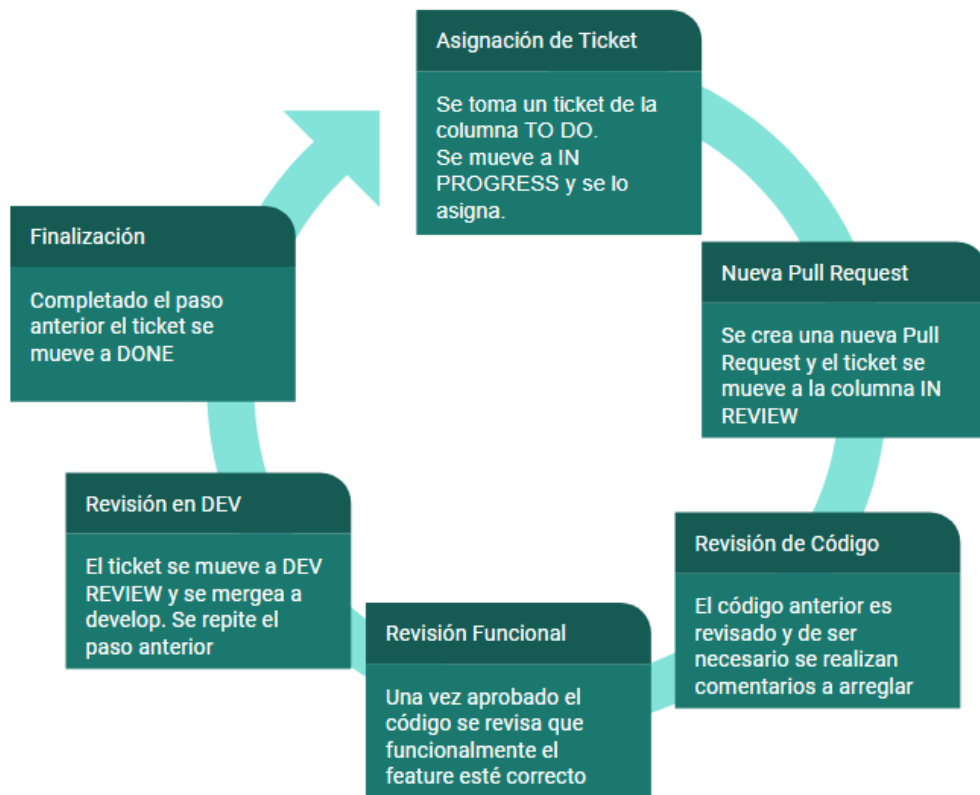 Asignación de Ticket
Se toma un ticket de la
columna TO DO.
Se mueve a IN
PROGRESS y se lo
asigna.
Nueva Pull Request
Se crea una nueva Pull
Request y el ticket se
mueve a la columna IN
REVIEW
Revisión de Código
El código anterior es
revisado y de ser
necesario se realizan
comentarios a arreglar
Revisión Funcional
Una vez aprobado el
código se revisa que
funcionalmente el
feature esté correcto
Revisión en DEV
El ticket se mueve a DEV
REVIEW y se mergea a
develop. Se repite el
paso anterior
Finalización
Completado el paso
anterior el ticket se
mueve a DONE